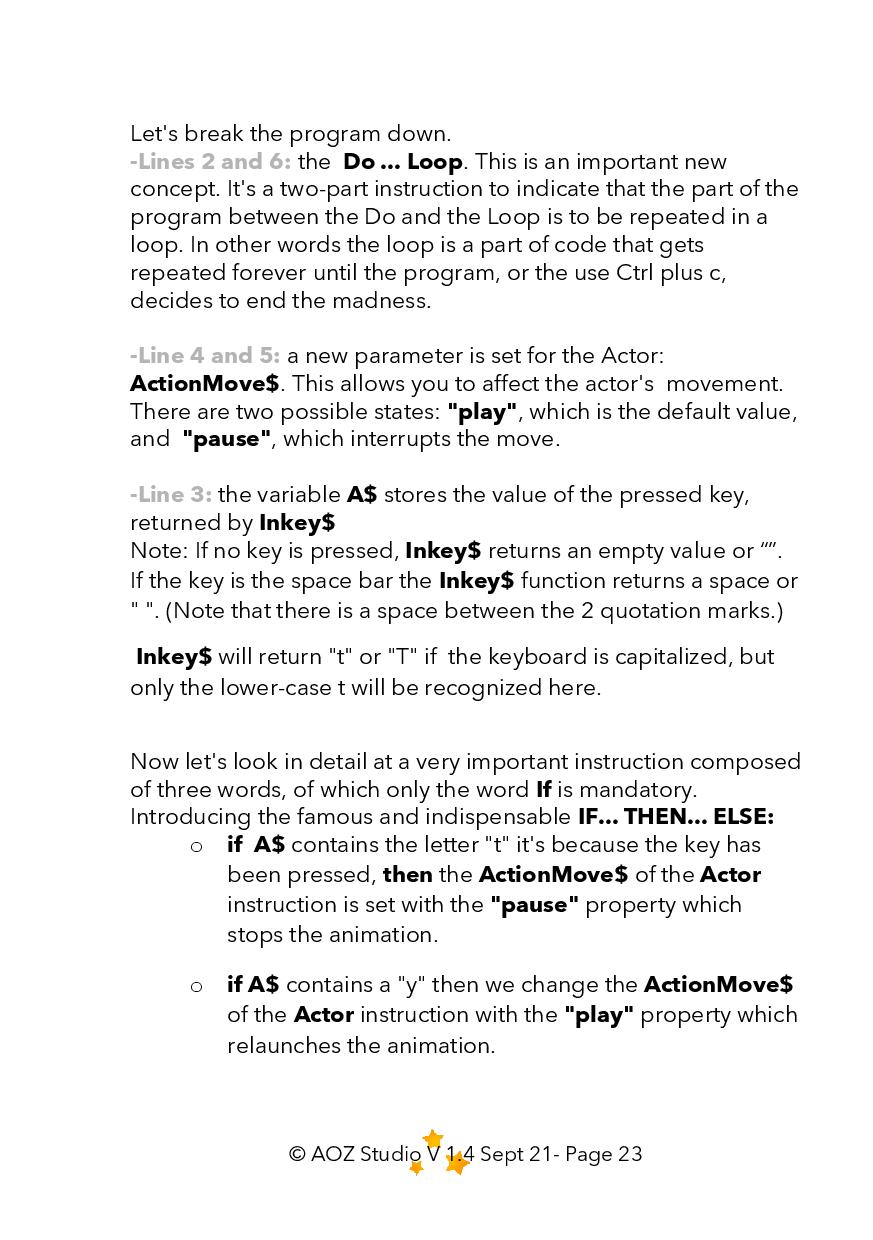 Let's break the program down.
-Lines 2 and 6: the  Do ... Loop. This is an important new
concept. It's a two-part instruction to indicate that the part of the
program between the Do and the Loop is to be repeated in a
loop. In other words the loop is a part of code that gets
repeated forever until the program, or the use Ctrl plus c,
decides to end the madness.
-Line 4 and 5: a new parameter is set for the Actor:
ActionMove$. This allows you to affect the actor's  movement.
There are two possible states: "play", which is the default value,
and  "pause", which interrupts the move.
-Line 3: the variable A$ stores the value of the pressed key,
returned by Inkey$
Note: If no key is pressed, Inkey$ returns an empty value or “”.
If the key is the space bar the Inkey$ function returns a space or
" ". (Note that there is a space between the 2 quotation marks.)
Inkey$ will return "t" or "T" if  the keyboard is capitalized, but
only the lower-case t will be recognized here.
Now let's look in detail at a very important instruction composed
of three words, of which only the word If is mandatory.
Introducing the famous and indispensable IF... THEN... ELSE:
o if  A$ contains the letter "t" it's because the key has
been pressed, then the ActionMove$ of the Actor
instruction is set with the "pause" property which
stops the animation.
o if A$ contains a "y" then we change the ActionMove$
of the Actor instruction with the "play" property which
relaunches the animation.
© AOZ Studio V 1.4 Sept 21- Page 23